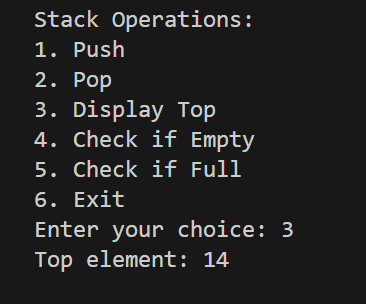 Stack Operations:
1. Push
2. Pop
3. Display Top
4. Check if Empty
5. Check if Full
6. Exit
Enter your choice: 3
Top element: 14